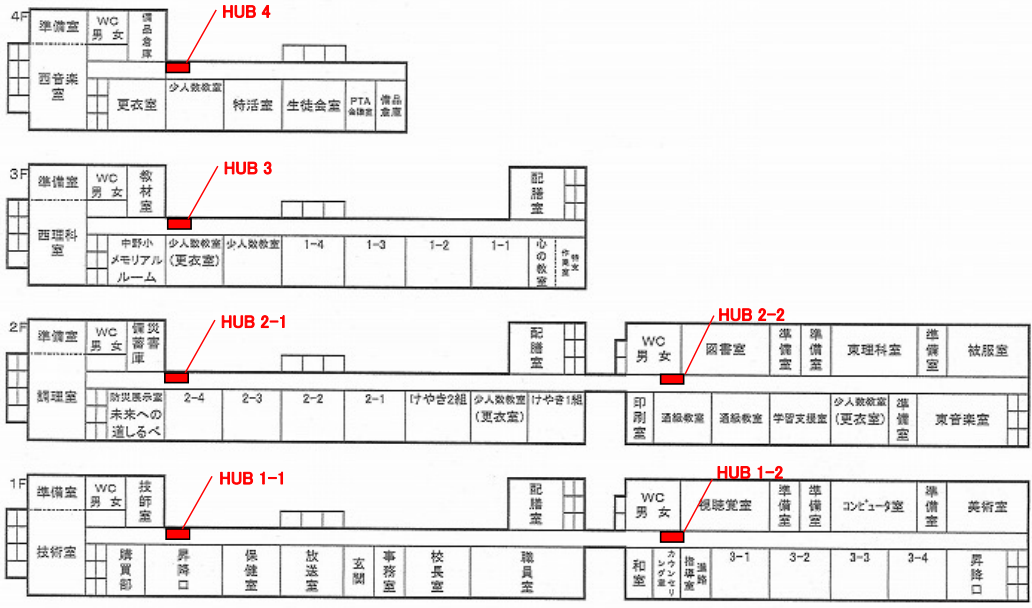 4F
HUB 4
準備室
WC
男 女
備品倉庫
西音楽室
更衣室
少人数教室
特活室
生徒会室
PTA
会議室
備品倉庫
3F
HUB 3
準備室
WC
男 女
教材室
配膳室
西理科室
中野小
メモリアル
ルーム
少人数教室
(更衣室)
少人数教室
1-4
1-3
1-2
1-1
心の教室
特支
作業室
2F
HUB 2-1
HUB 2-2
準備室
WC
男 女
災害
備蓄庫
配膳室
WC
男 女
図書室
準備室
準備室
東理科室
準備室
被服室
調理室
防災展示室
未来への
道しるべ
2-4
2-3
2-2
2-1
けやき2組
少人数教室
(更衣室)
けやき1組
印刷室
通級教室
通級教室
学習支援室
少人数教室
(更衣室)
準備室
東音楽室
1F
HUB 1-1
HUB 1-2
準備室
WC
男 女
技師室
配膳室
WC
男 女
視聴覚室
準備室
準備室
コンピュータ室
準備室
美術室
技術室
購買部
昇降口
保健室
放送室
玄関
事務室
校長室
職員室
和室
カウンセリング室
進路
指導室
3-1
3-2
3-3
3-4
昇降口